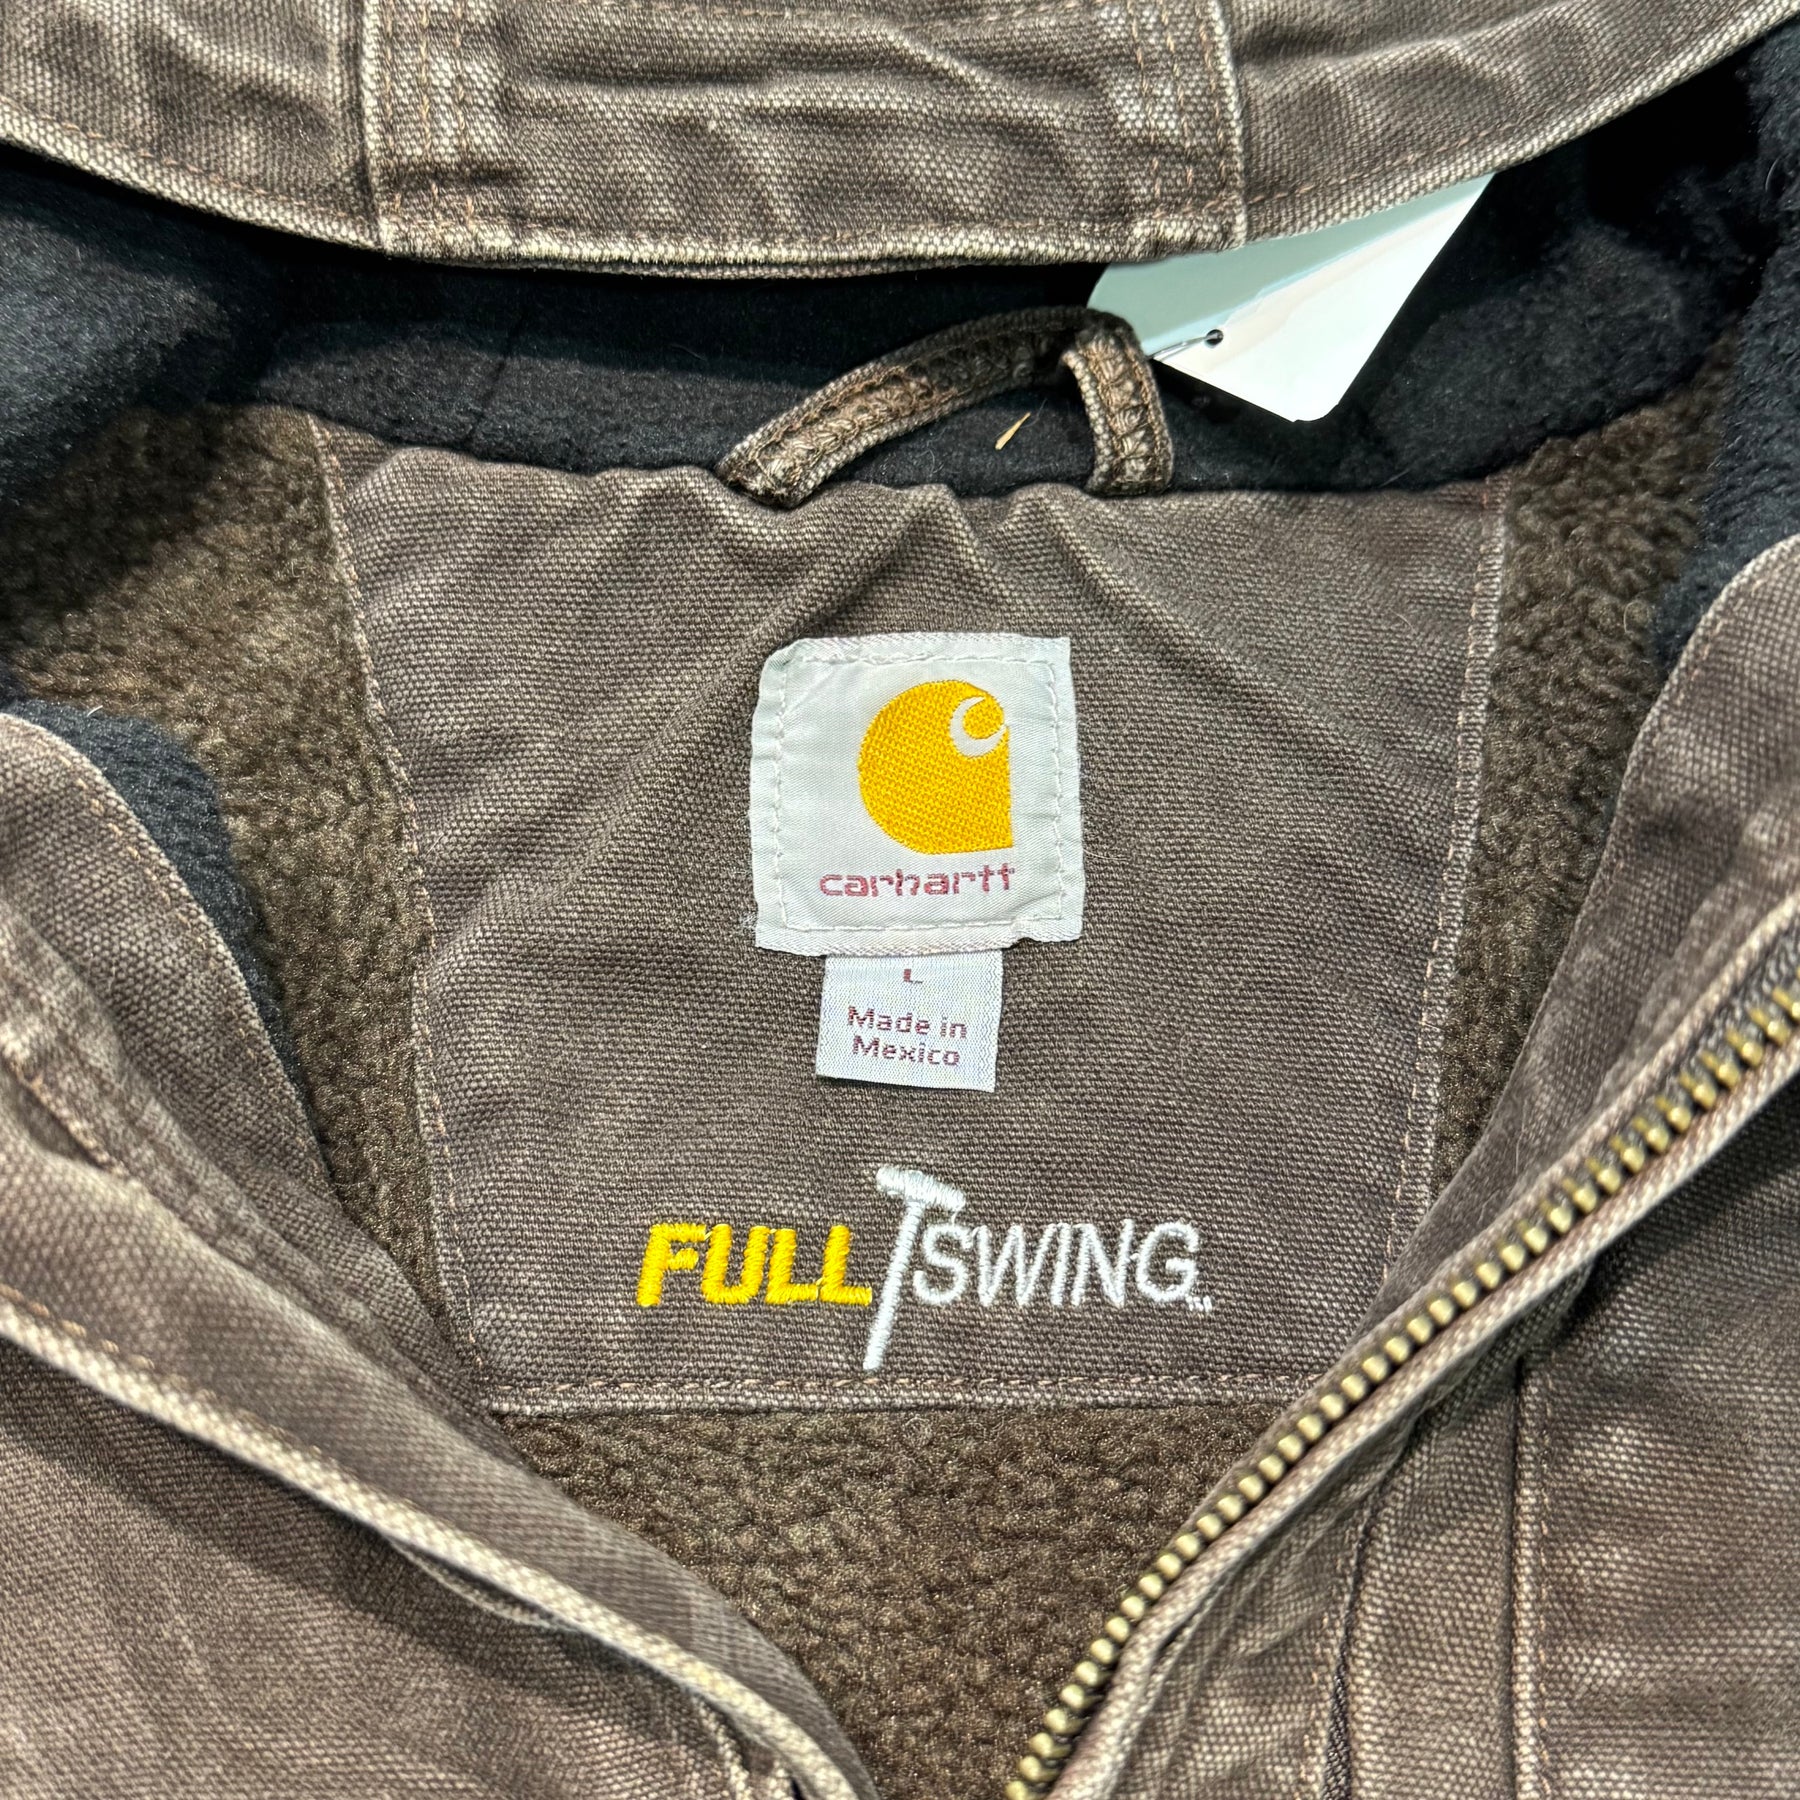 carhartt
L
Made in
Mexico
FULL SWING